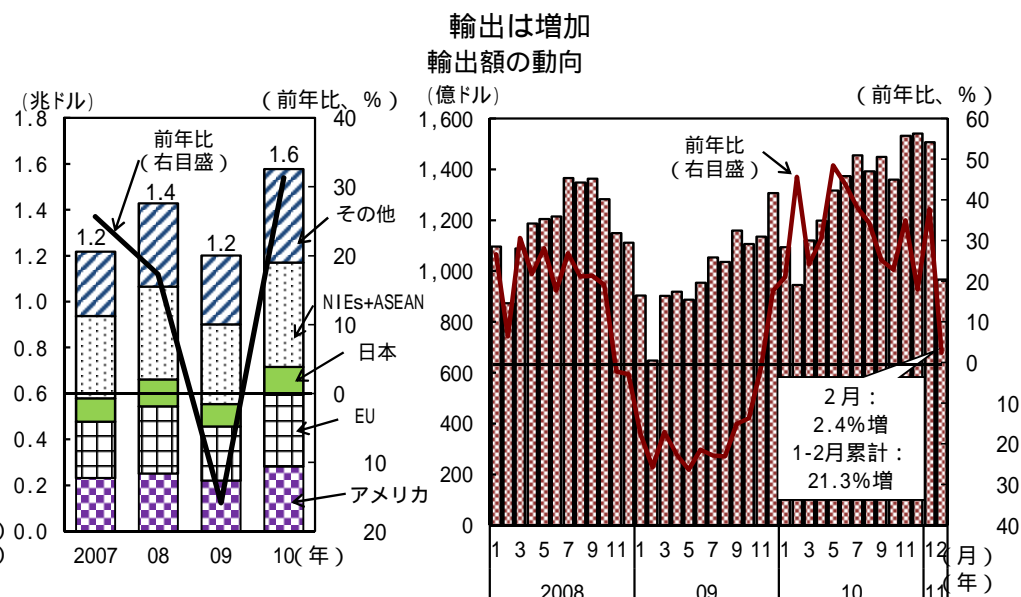 輸出は増加
輸出額の動向
(兆ドル)
(前年比、%)
1.8
1.6
1.4
1.2
1.0
0.8
0.6
0.4
0.2
0.0
40
30
20
10
0
10
20
前年比
(右目盛)
1.2
1.4
1.2
1.6
その他
NIEs+ASEAN
日本
EU
アメリカ
2007 08 09 10(年)
(億ドル)
(前年比、%)
1,600
1,400
1,200
1,000
800
600
400
200
0
60
50
40
30
20
10
0
10
20
30
40
前年比
(右目盛)
2月:
2.4%増
1-2月累計:
21.3%増
1 3 5 7 9 11 1 3 5 7 9 11 1 3 5 7 9 11 12 (月)
2008 09 10 11 (年)